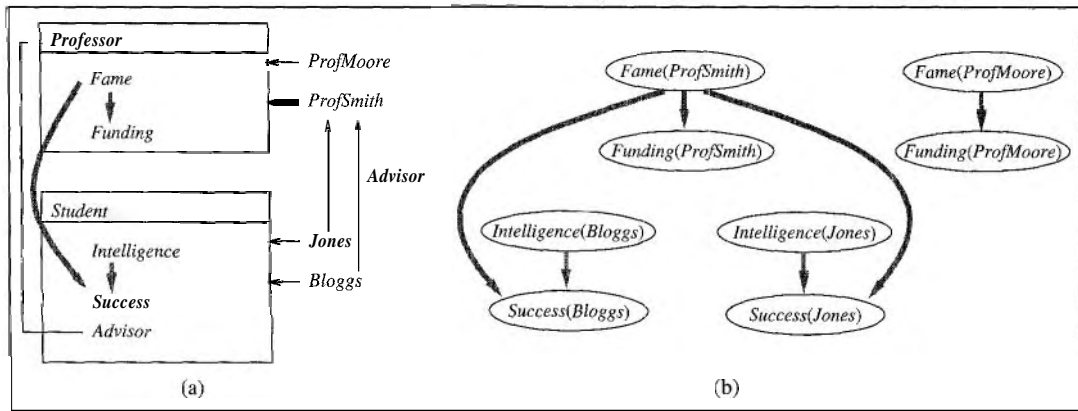 Professor
Fame
Funding
ProfMoore
ProfSmith
Advisor
Student
Intelligence
Success
Advisor
Jones
Bloggs
(a)
Fame(ProfSmith)
Fame(ProfMoore)
Funding(ProfSmith)
Funding(ProfMoore)
Intelligence(Bloggs)
Intelligence(Jones)
Success(Bloggs)
Success(Jones)
(b)